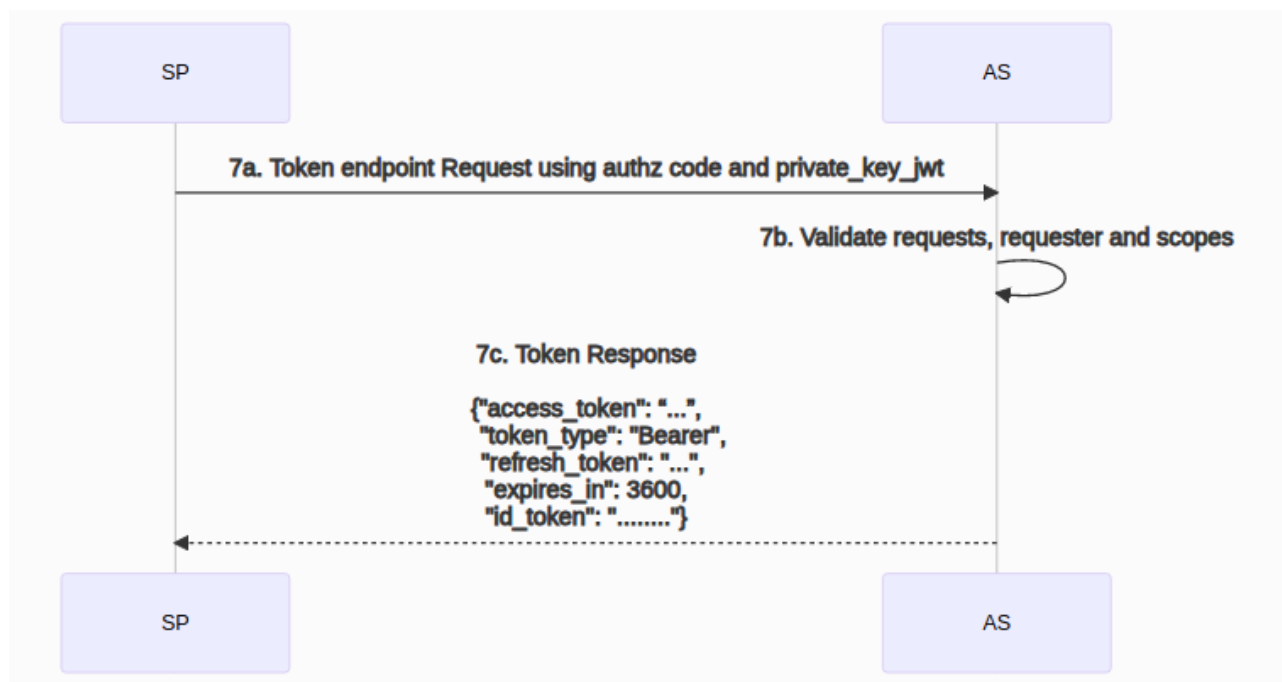 SP
AS
7a. Token endpoint Request using authz code and private_key_jwt
7b. Validate requests, requester and scopes
7c. Token Response
{"access_token": “...”,
"token_type": "Bearer",
"refresh_token": "...",
"expires_in": 3600,
"id_token": "........"}
SP
AS